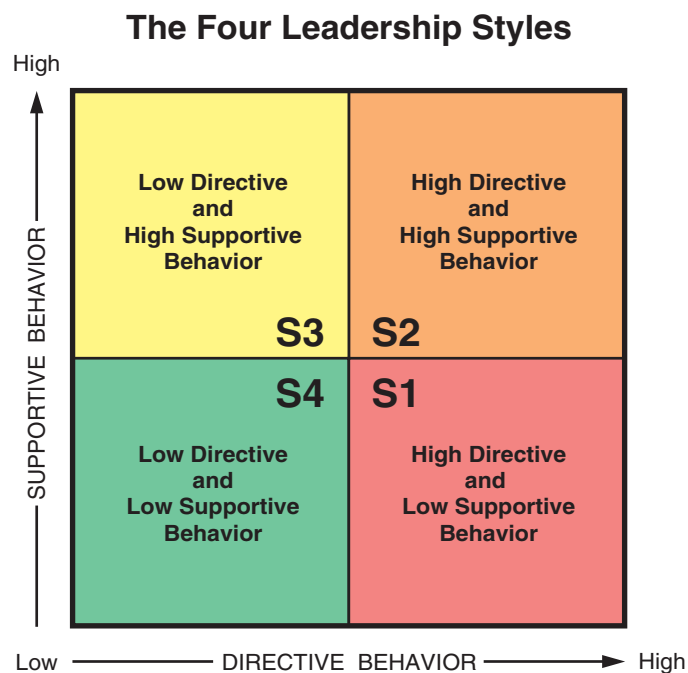 The Four Leadership Styles
High
SUPPORTIVE BEHAVIOR
Low Directive
and
High Supportive
Behavior
S3
High Directive
and
High Supportive
Behavior
S2
S4
Low Directive
and
Low Supportive
Behavior
S1
High Directive
and
Low Supportive
Behavior
Low
DIRECTIVE BEHAVIOR
High